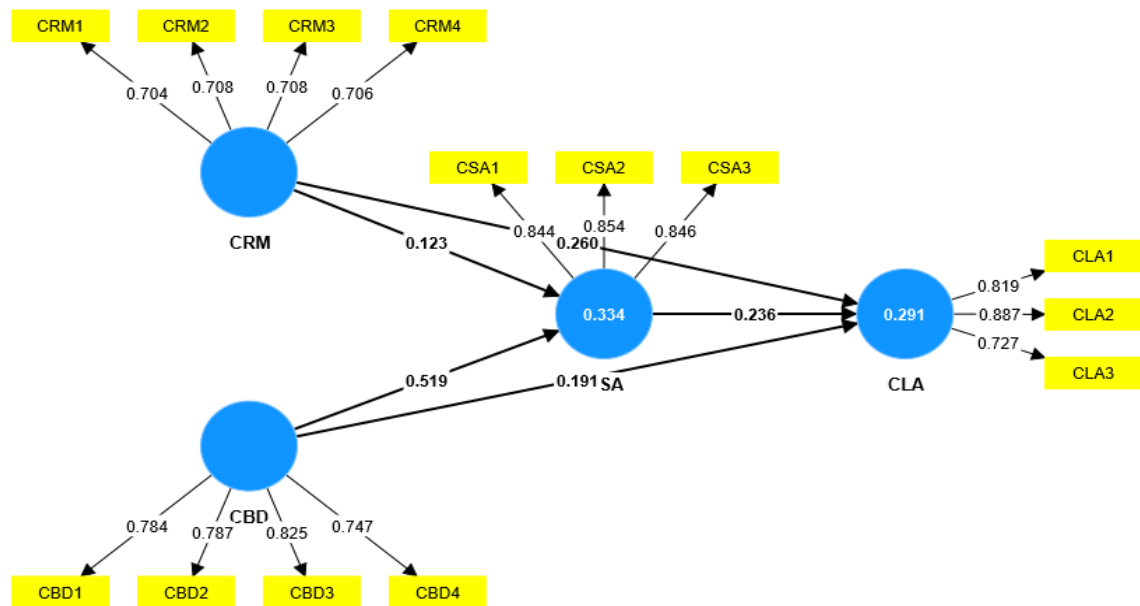 CRM1 CRM2 CRM3 CRM4
0.704 0.708 0.708 0.706
CSA1 CSA2 CSA3
CRM
0.844 0.854 0.846
0.123 0.260
CLA1
0.819
0.334 0.236 0.291 0.887 CLA2
0.727
CLA3
0.519 0.191 SA CLA
CBD
0.784 0.787 0.825 0.747
CBD1 CBD2 CBD3 CBD4